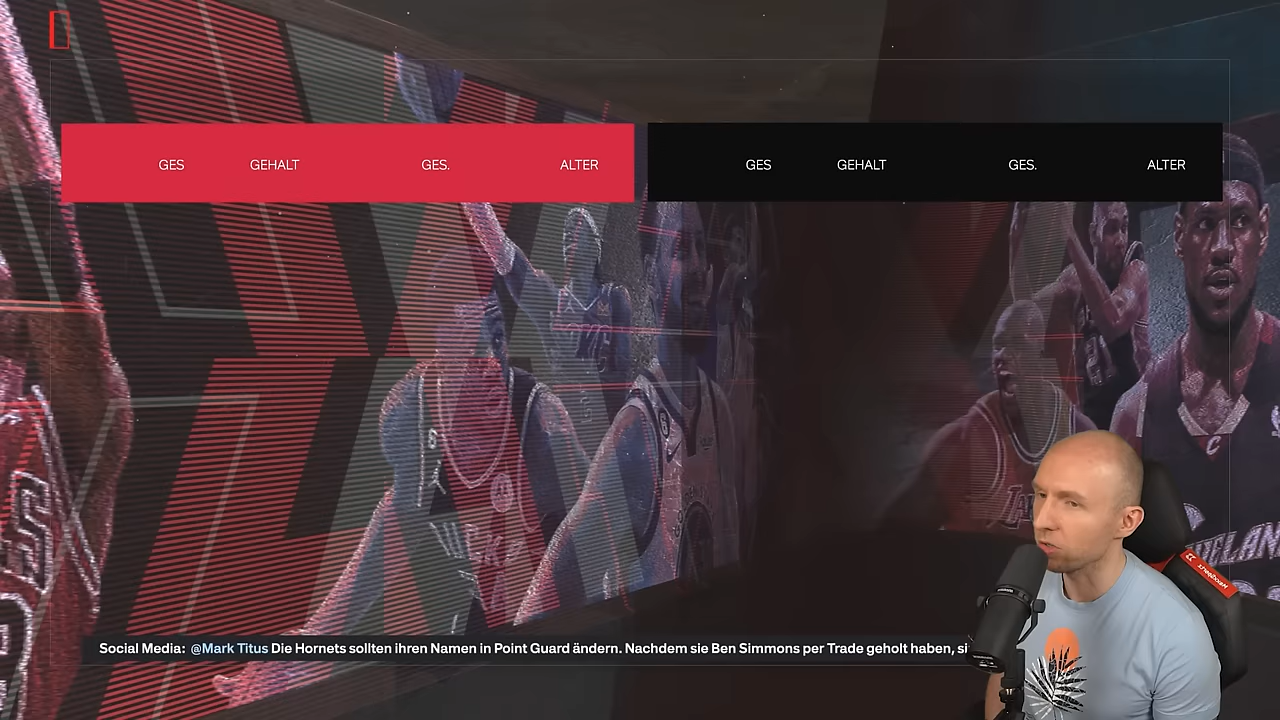 GES GEHALT GES. ALTER
GES GEHALT GES. ALTER
Social Media: @Mark Titus Die Hornets sollten ihren Namen in Point Guard ändern. Nachdem sie Ben Simmons per Trade geholt haben, si